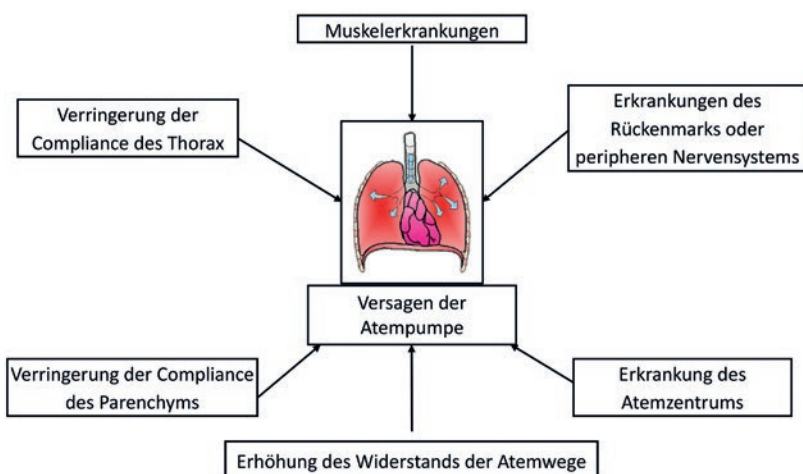 Muskelerkrankungen
Verringerung der
Compliance des Thorax
Erkrankungen des
Rückenmarks oder
peripheren Nervensystems
Versagen der
Atempumpe
Verringerung der Compliance
des Parenchyms
Erkrankung des
Atemzentrums
Erhöhung des Widerstands der Atemwege